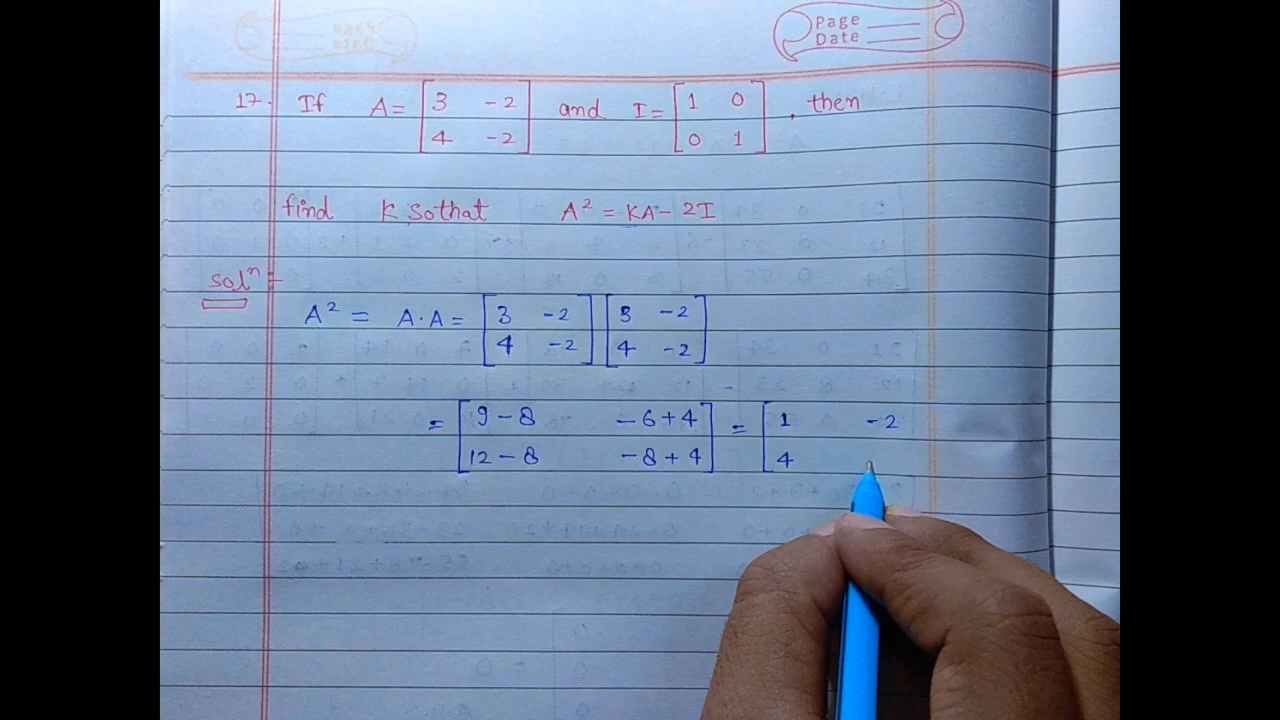 Page
Date
17. If A = [ 3 -2 and I = [ 1 0 , then
4 -2 ] 0 1 ]
find K so that A² = KA - 2I
Solⁿ :-
A² = A·A = [ 3 -2 ] [ 3 -2 ]
4 -2 4 -2
= [ 9 - 8 -6 + 4 ] = [ 1 -2
12 - 8 -8 + 4 4